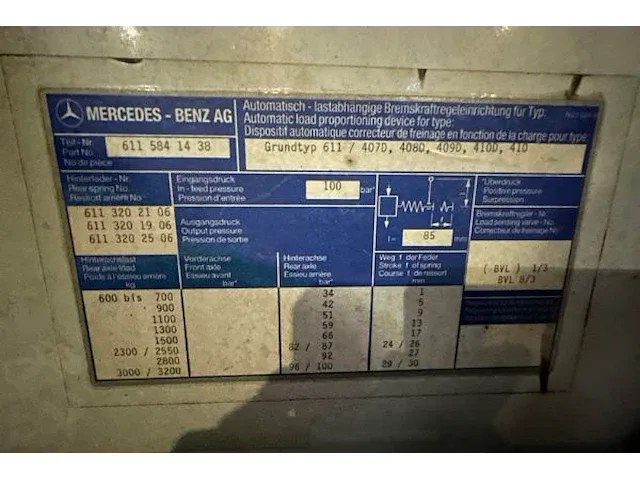 MERCEDES - BENZ AG
Automatisch - lastabhängige Bremskraftregeleinrichtung für Typ.
Automatic load proportioning device for type:
Dispositif automatique correcteur de freinage en fonction de la charge pour type:
Teil-Nr.
Part No.
No de pièce
611 584 14 38
Grundtyp 611 / 407D, 408D, 409D, 410D, 41D
Hinterfeder - Nr.
Rear spring No.
Ressort arrière No
611 320 21 06
611 320 19 06
611 320 25 06
Eingangsdruck
In - feed pressure
Pression d'entrée
100
bar*
Ausgangsdruck
Output pressure
Pression de sortie
l =
85
mm
*Überdruck
Positive pressure
Surpression
Bremskraftregler - Nr.
Load sensing valve - No.
Correcteur de freinage No
( BVL ) 1/3
BVL 8/3
Hinterachslast
Rear axle load
Poids à l'essieu arrière
kg
Vorderachse
Front axle
Essieu avant
bar*
Hinterachse
Rear axle
Essieu arrière
bar*
Weg f der Feder
Stroke f of spring
Course f de ressort
mm
600 bis 700 34 1
900 42 5
1100 51 9
1300 59 13
1500 66 17
2300 / 2550 82 / 87 24 / 26
2800 92 27
3000 / 3200 96 / 100 29 / 30